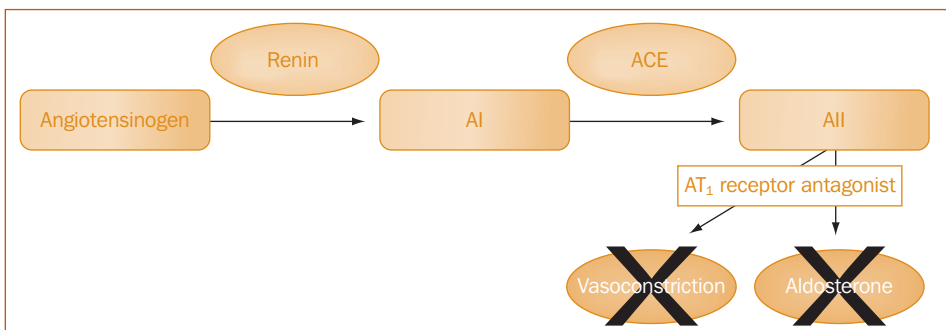 Renin
ACE
Angiotensinogen
AI
AII
AT₁ receptor antagonist
Vasoconstriction
Aldosterone